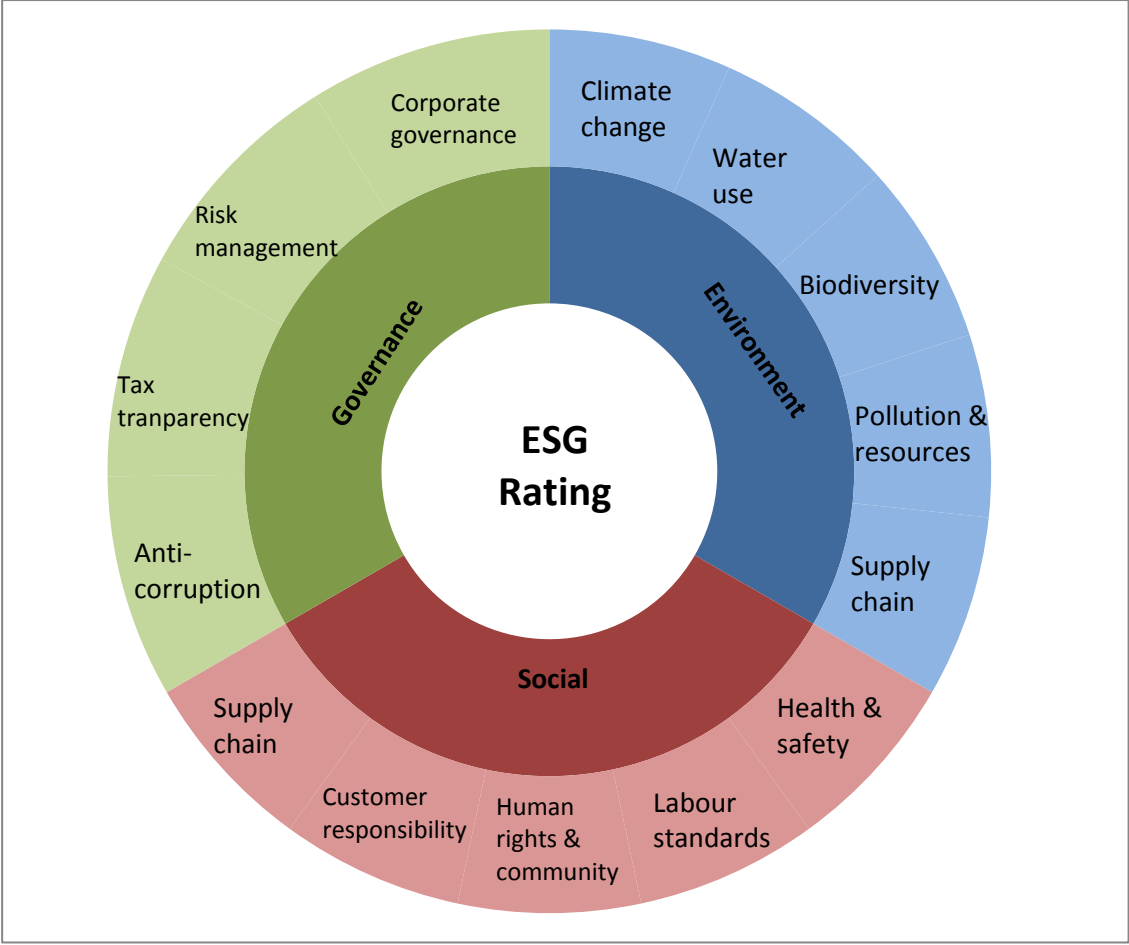 ESG
Rating
Environment
Climate
change
Water
use
Biodiversity
Pollution &
resources
Supply
chain
Social
Health &
safety
Labour
standards
Human
rights &
community
Customer
responsibility
Supply
chain
Governance
Anti-
corruption
Tax
tranparency
Risk
management
Corporate
governance